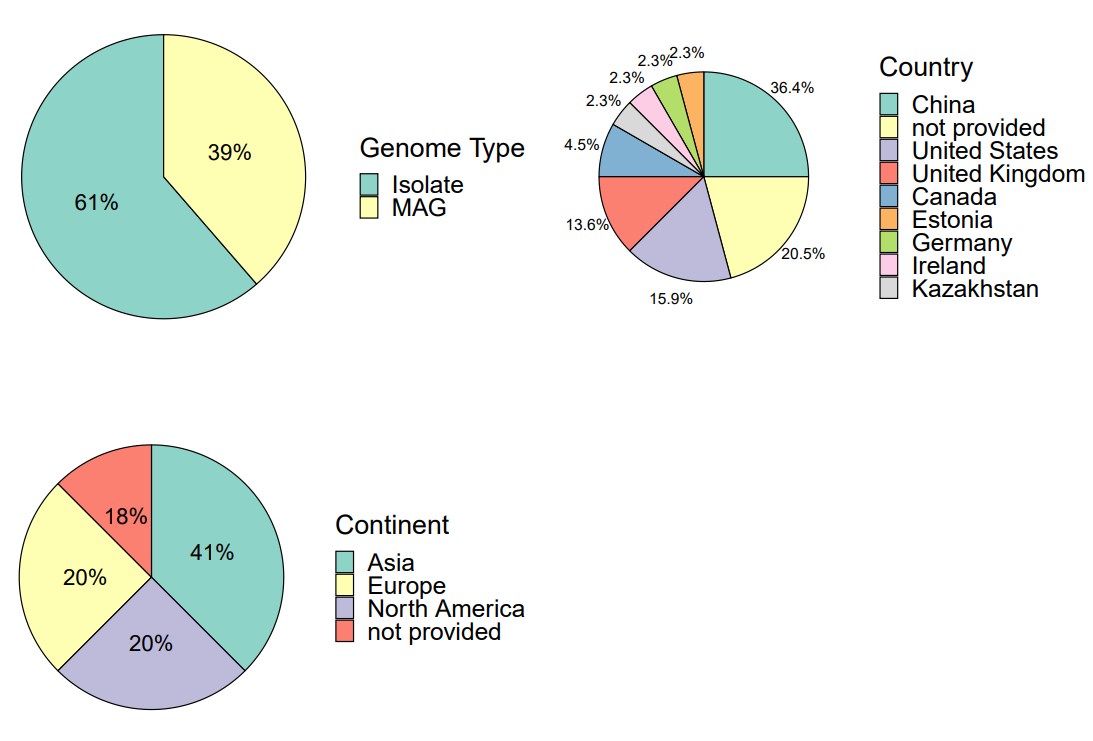 39%
61%
Genome Type
Isolate
MAG
2.3%
2.3%
2.3%
2.3%
4.5%
13.6%
15.9%
20.5%
36.4%
Country
China
not provided
United States
United Kingdom
Canada
Estonia
Germany
Ireland
Kazakhstan
18%
41%
20%
20%
Continent
Asia
Europe
North America
not provided